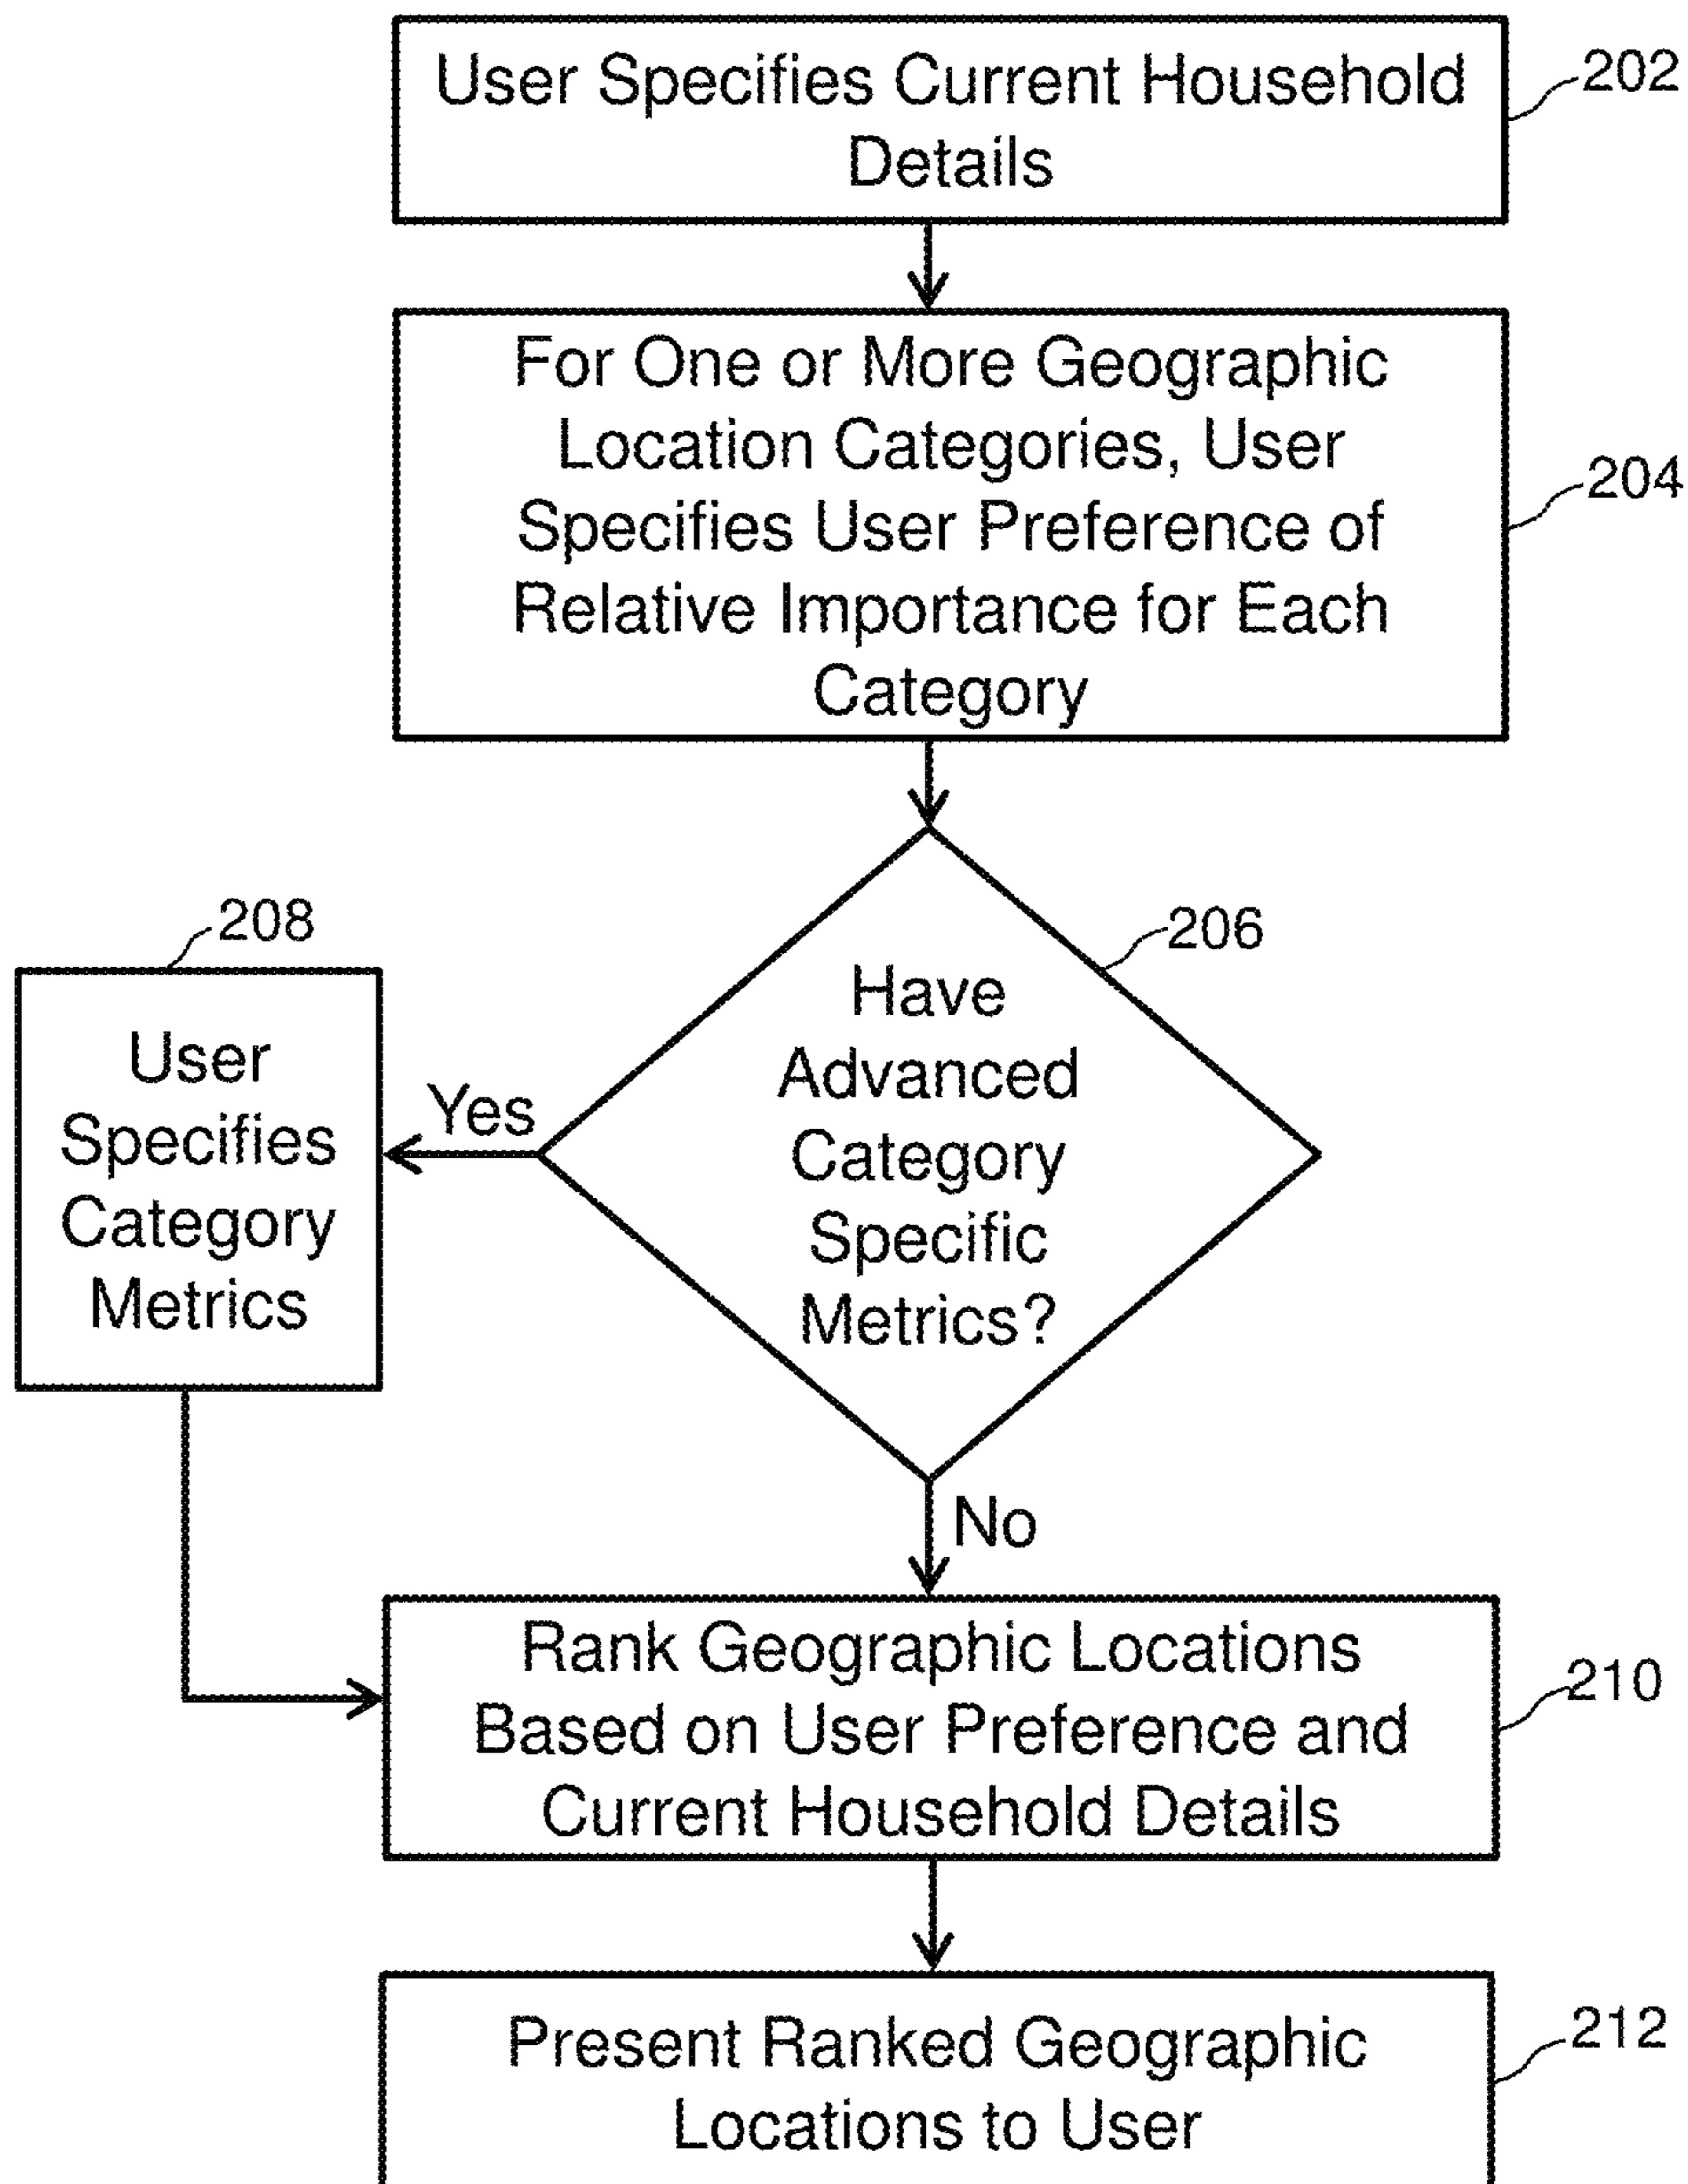 User Specifies Current Household
Details
202
For One or More Geographic
Location Categories, User
Specifies User Preference of
Relative Importance for Each
Category
204
206
Have
Advanced
Category
Specific
Metrics?
Yes
208
User
Specifies
Category
Metrics
No
Rank Geographic Locations
Based on User Preference and
Current Household Details
210
Present Ranked Geographic
Locations to User
212